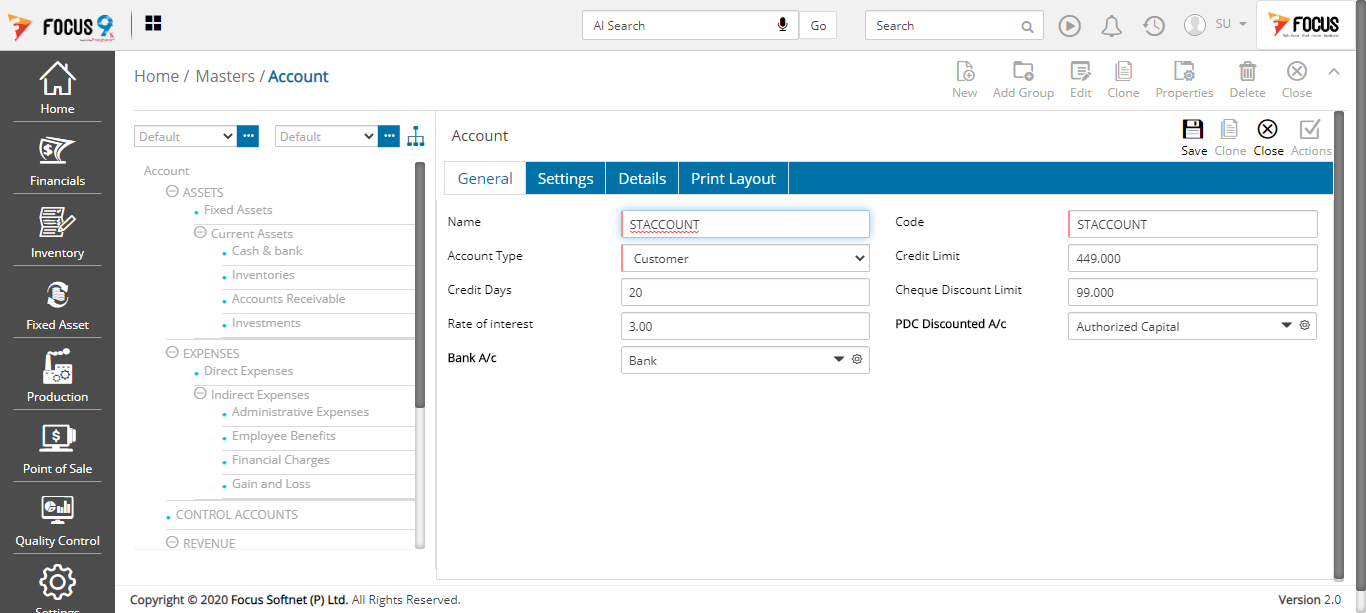 FOCUS 9
AI Search
Go
Search
SU
FOCUS
Home / Masters / Account
New
Add Group
Edit
Clone
Properties
Delete
Close
Home
Financials
Inventory
Fixed Asset
Production
Point of Sale
Quality Control
Settings
Default
Default
Account
ASSETS
Fixed Assets
Current Assets
Cash & bank
Inventories
Accounts Receivable
Investments
EXPENSES
Direct Expenses
Indirect Expenses
Administrative Expenses
Employee Benefits
Financial Charges
Gain and Loss
CONTROL ACCOUNTS
REVENUE
Account
Save
Clone
Close
Actions
General
Settings
Details
Print Layout
Name STACCOUNT
Code STACCOUNT
Account Type Customer
Credit Limit 449.000
Credit Days 20
Cheque Discount Limit 99.000
Rate of interest 3.00
PDC Discounted A/c Authorized Capital
Bank A/c Bank
Copyright © 2020 Focus Softnet (P) Ltd. All Rights Reserved.
Version 2.0